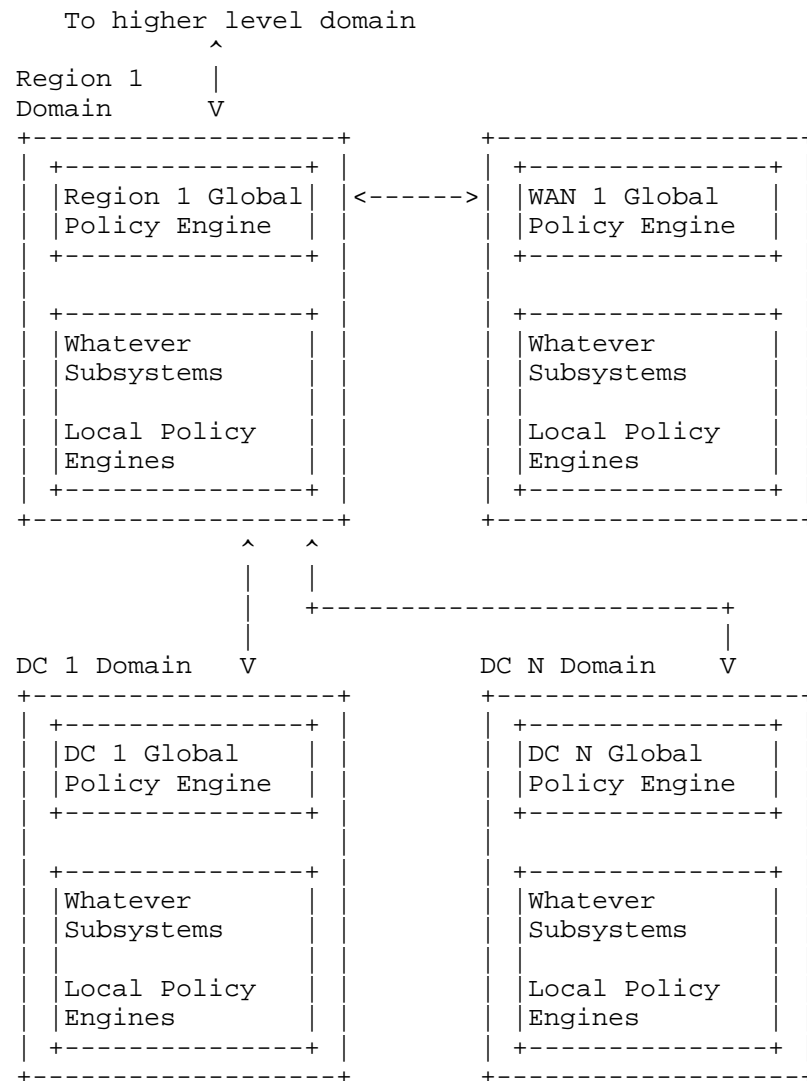 To higher level domain
Region 1
Domain
Region 1 Global
Policy Engine
WAN 1 Global
Policy Engine
Whatever
Subsystems
Local Policy
Engines
Whatever
Subsystems
Local Policy
Engines
DC 1 Domain
DC N Domain
DC 1 Global
Policy Engine
DC N Global
Policy Engine
Whatever
Subsystems
Local Policy
Engines
Whatever
Subsystems
Local Policy
Engines